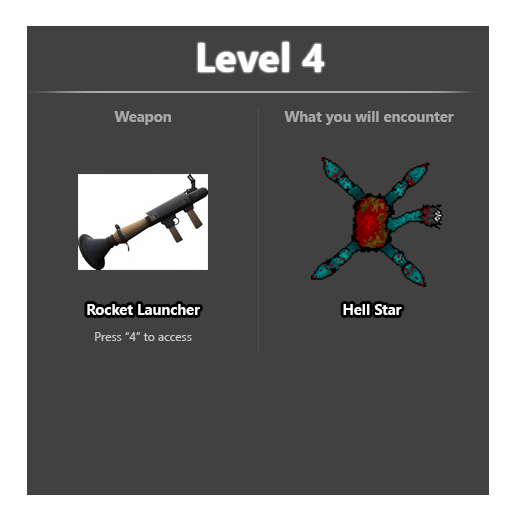 Level 4
Weapon
What you will encounter
Rocket Launcher
Hell Star
Press “4” to access